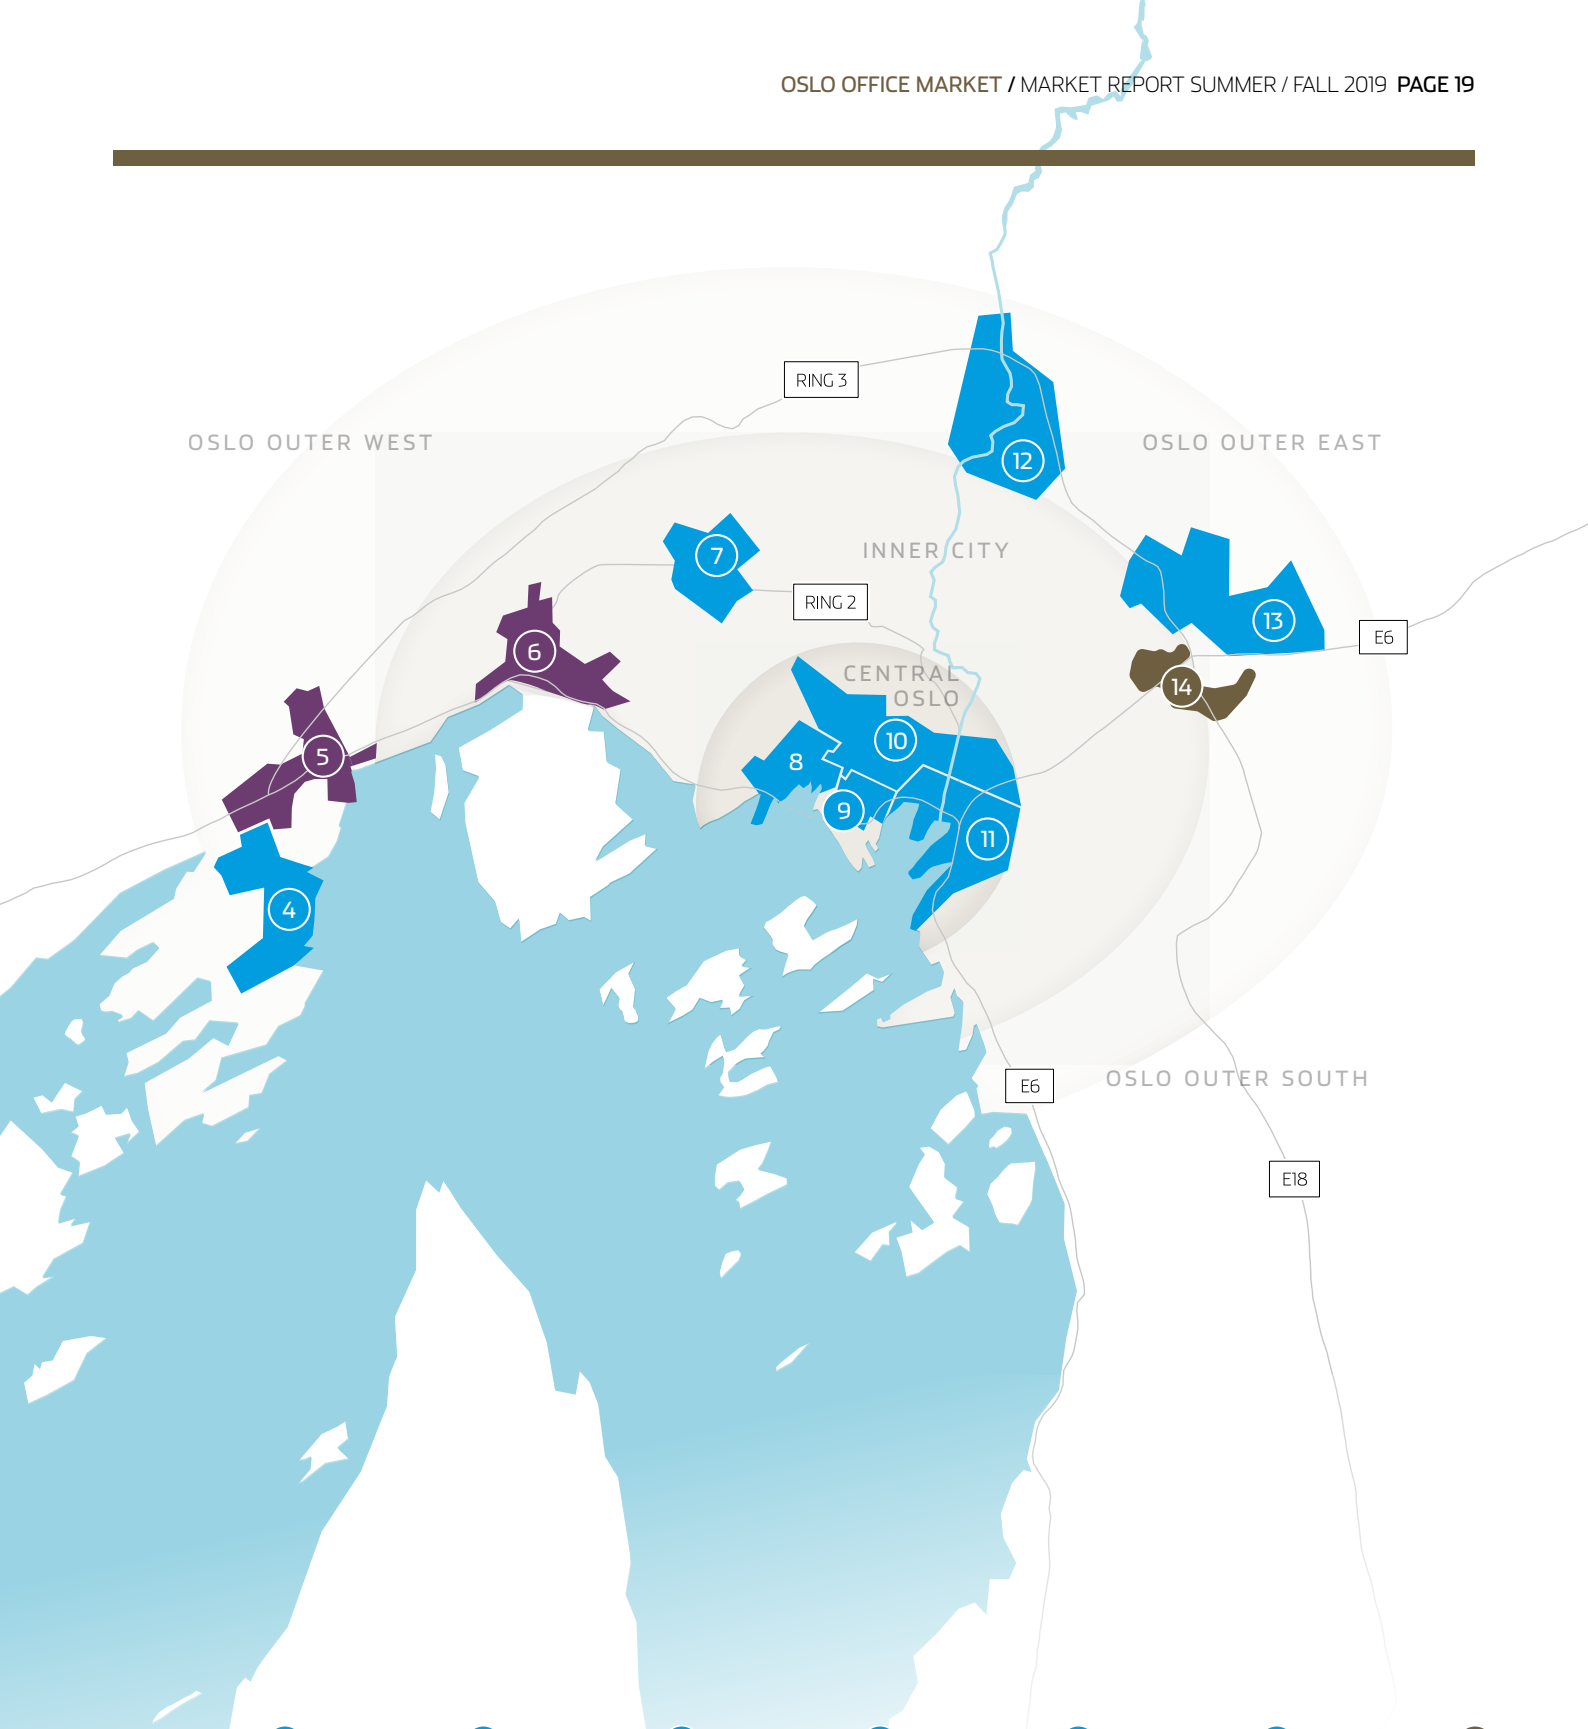 OSLO OFFICE MARKET / MARKET REPORT SUMMER / FALL 2019 PAGE 19
RING 3
OSLO OUTER WEST
OSLO OUTER EAST
12
7
INNER CITY
RING 2
13
E6
6
CENTRAL
OSLO
14
5
10
8
9
11
4
E6
OSLO OUTER SOUTH
E18